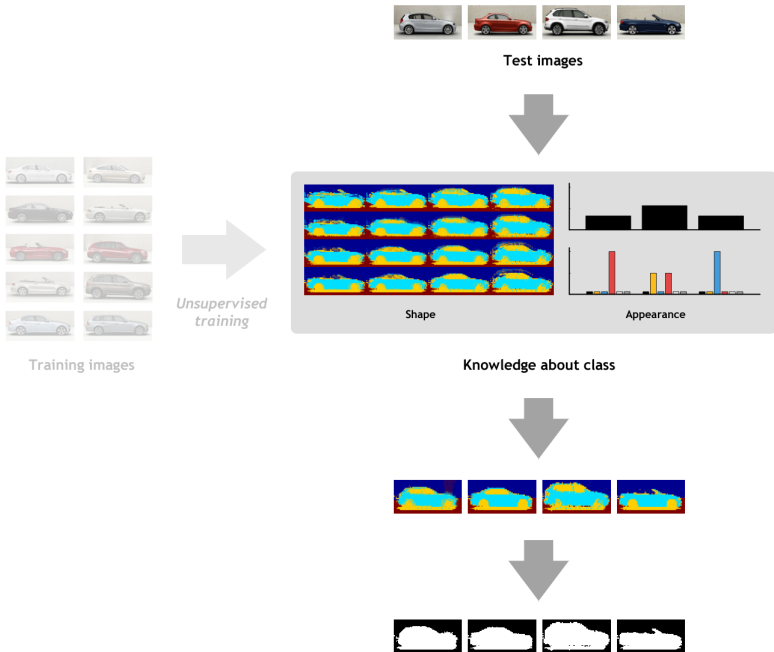 Test images
Unsupervised
training
Shape
Appearance
Training images
Knowledge about class